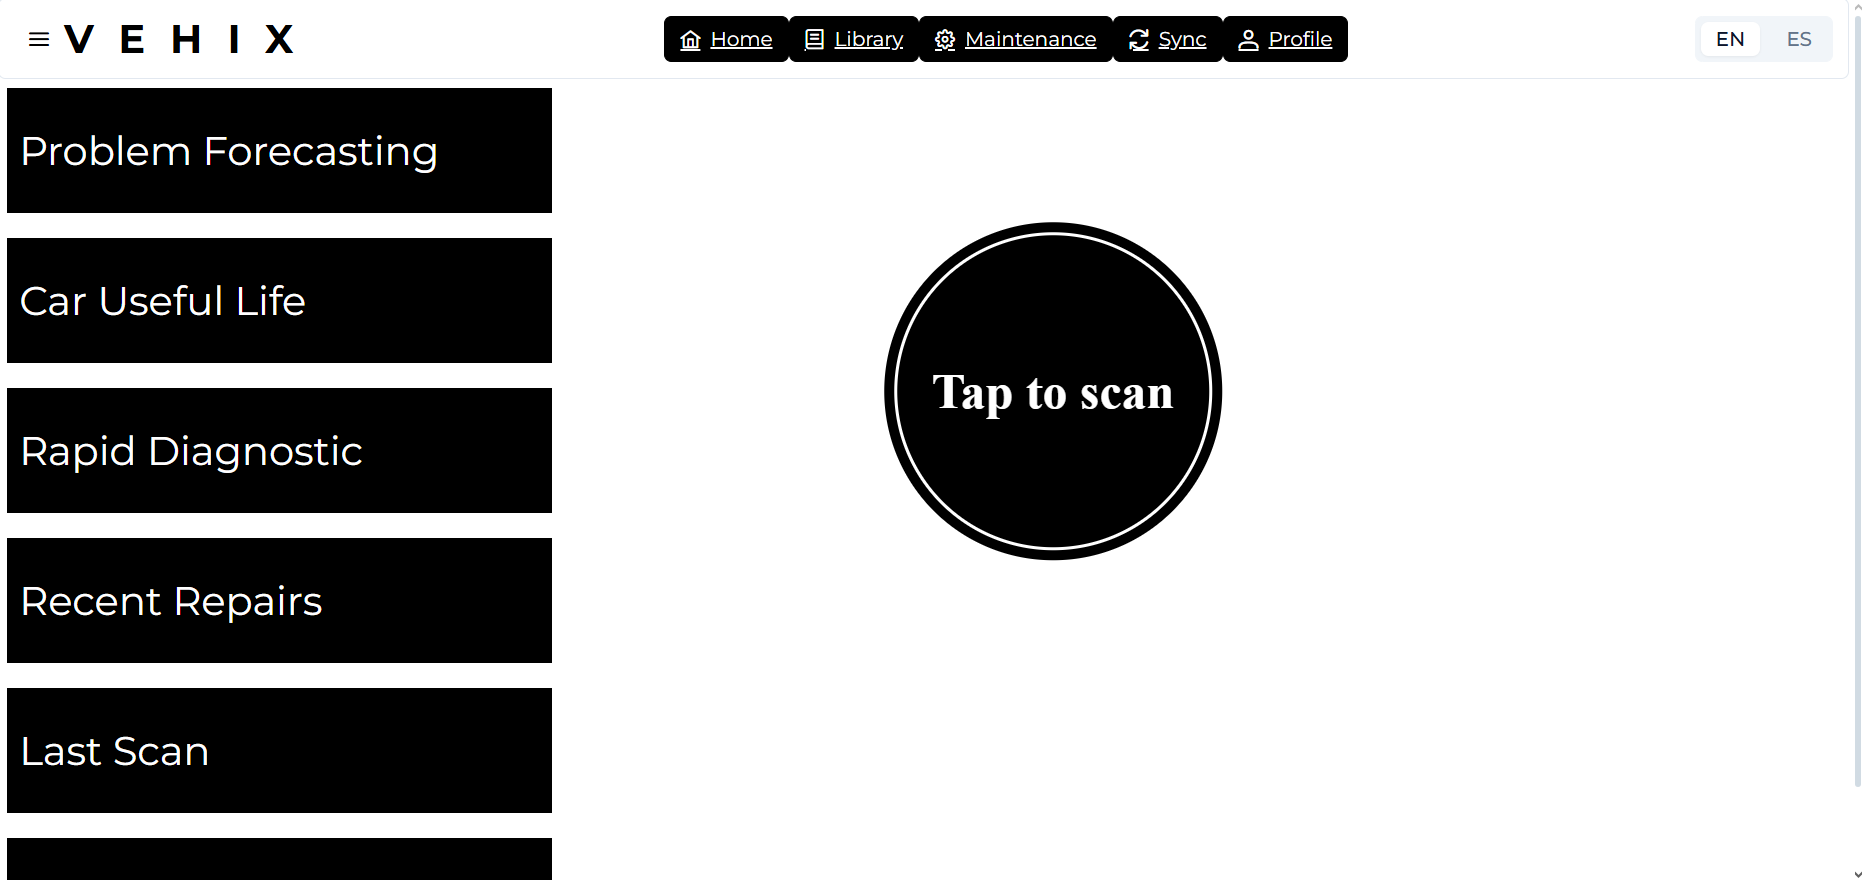 VEHIX
Home Library Maintenance Sync Profile
EN ES
Problem Forecasting
Car Useful Life
Rapid Diagnostic
Recent Repairs
Last Scan
Tap to scan